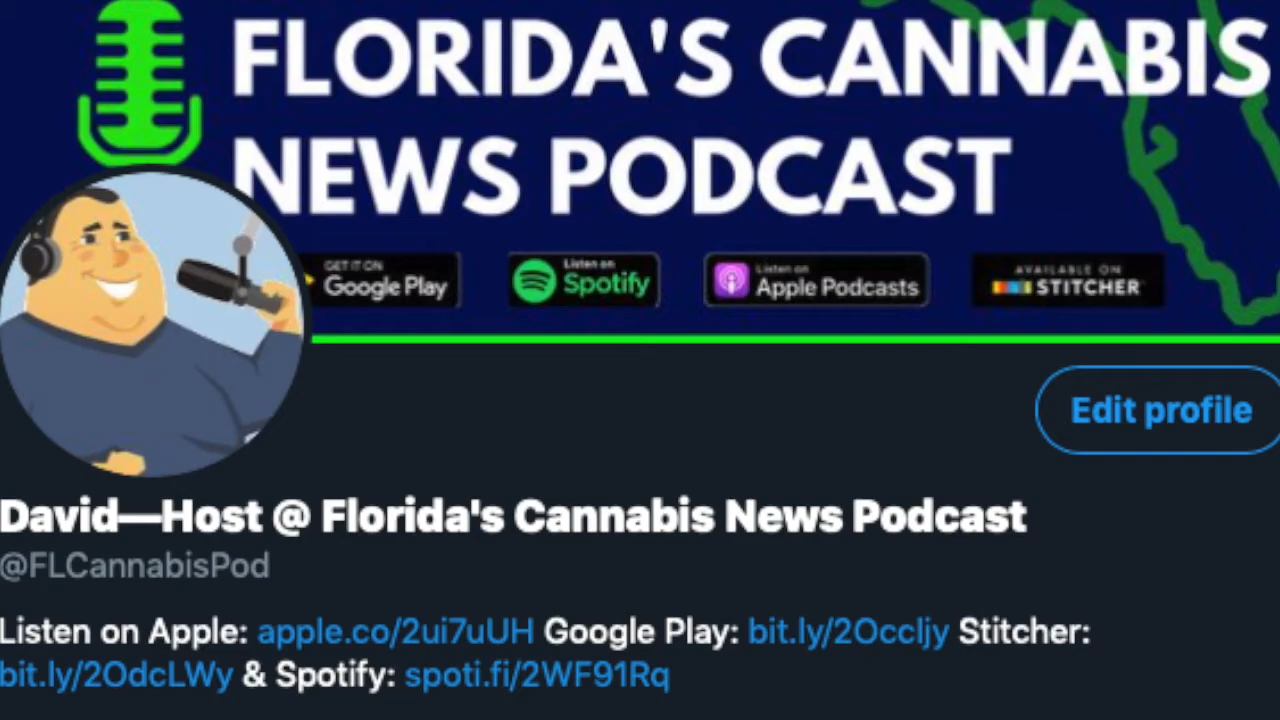 FLORIDA'S CANNABIS
NEWS PODCAST
GET IT ON
Google Play
Listen on
Spotify
Listen on
Apple Podcasts
AVAILABLE ON
STITCHER
Edit profile
David—Host @ Florida's Cannabis News Podcast
@FLCannabisPod
Listen on Apple: apple.co/2ui7uUH Google Play: bit.ly/2Occljy Stitcher:
bit.ly/2OdcLWy & Spotify: spoti.fi/2WF91Rq